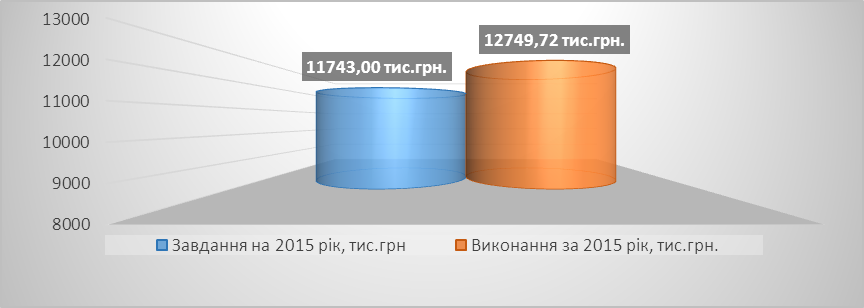 13000
12000
11000
10000
9000
8000
11743,00 тис.грн.
12749,72 тис.грн.
Завдання на 2015 рік, тис.грн
Виконання за 2015 рік, тис.грн.